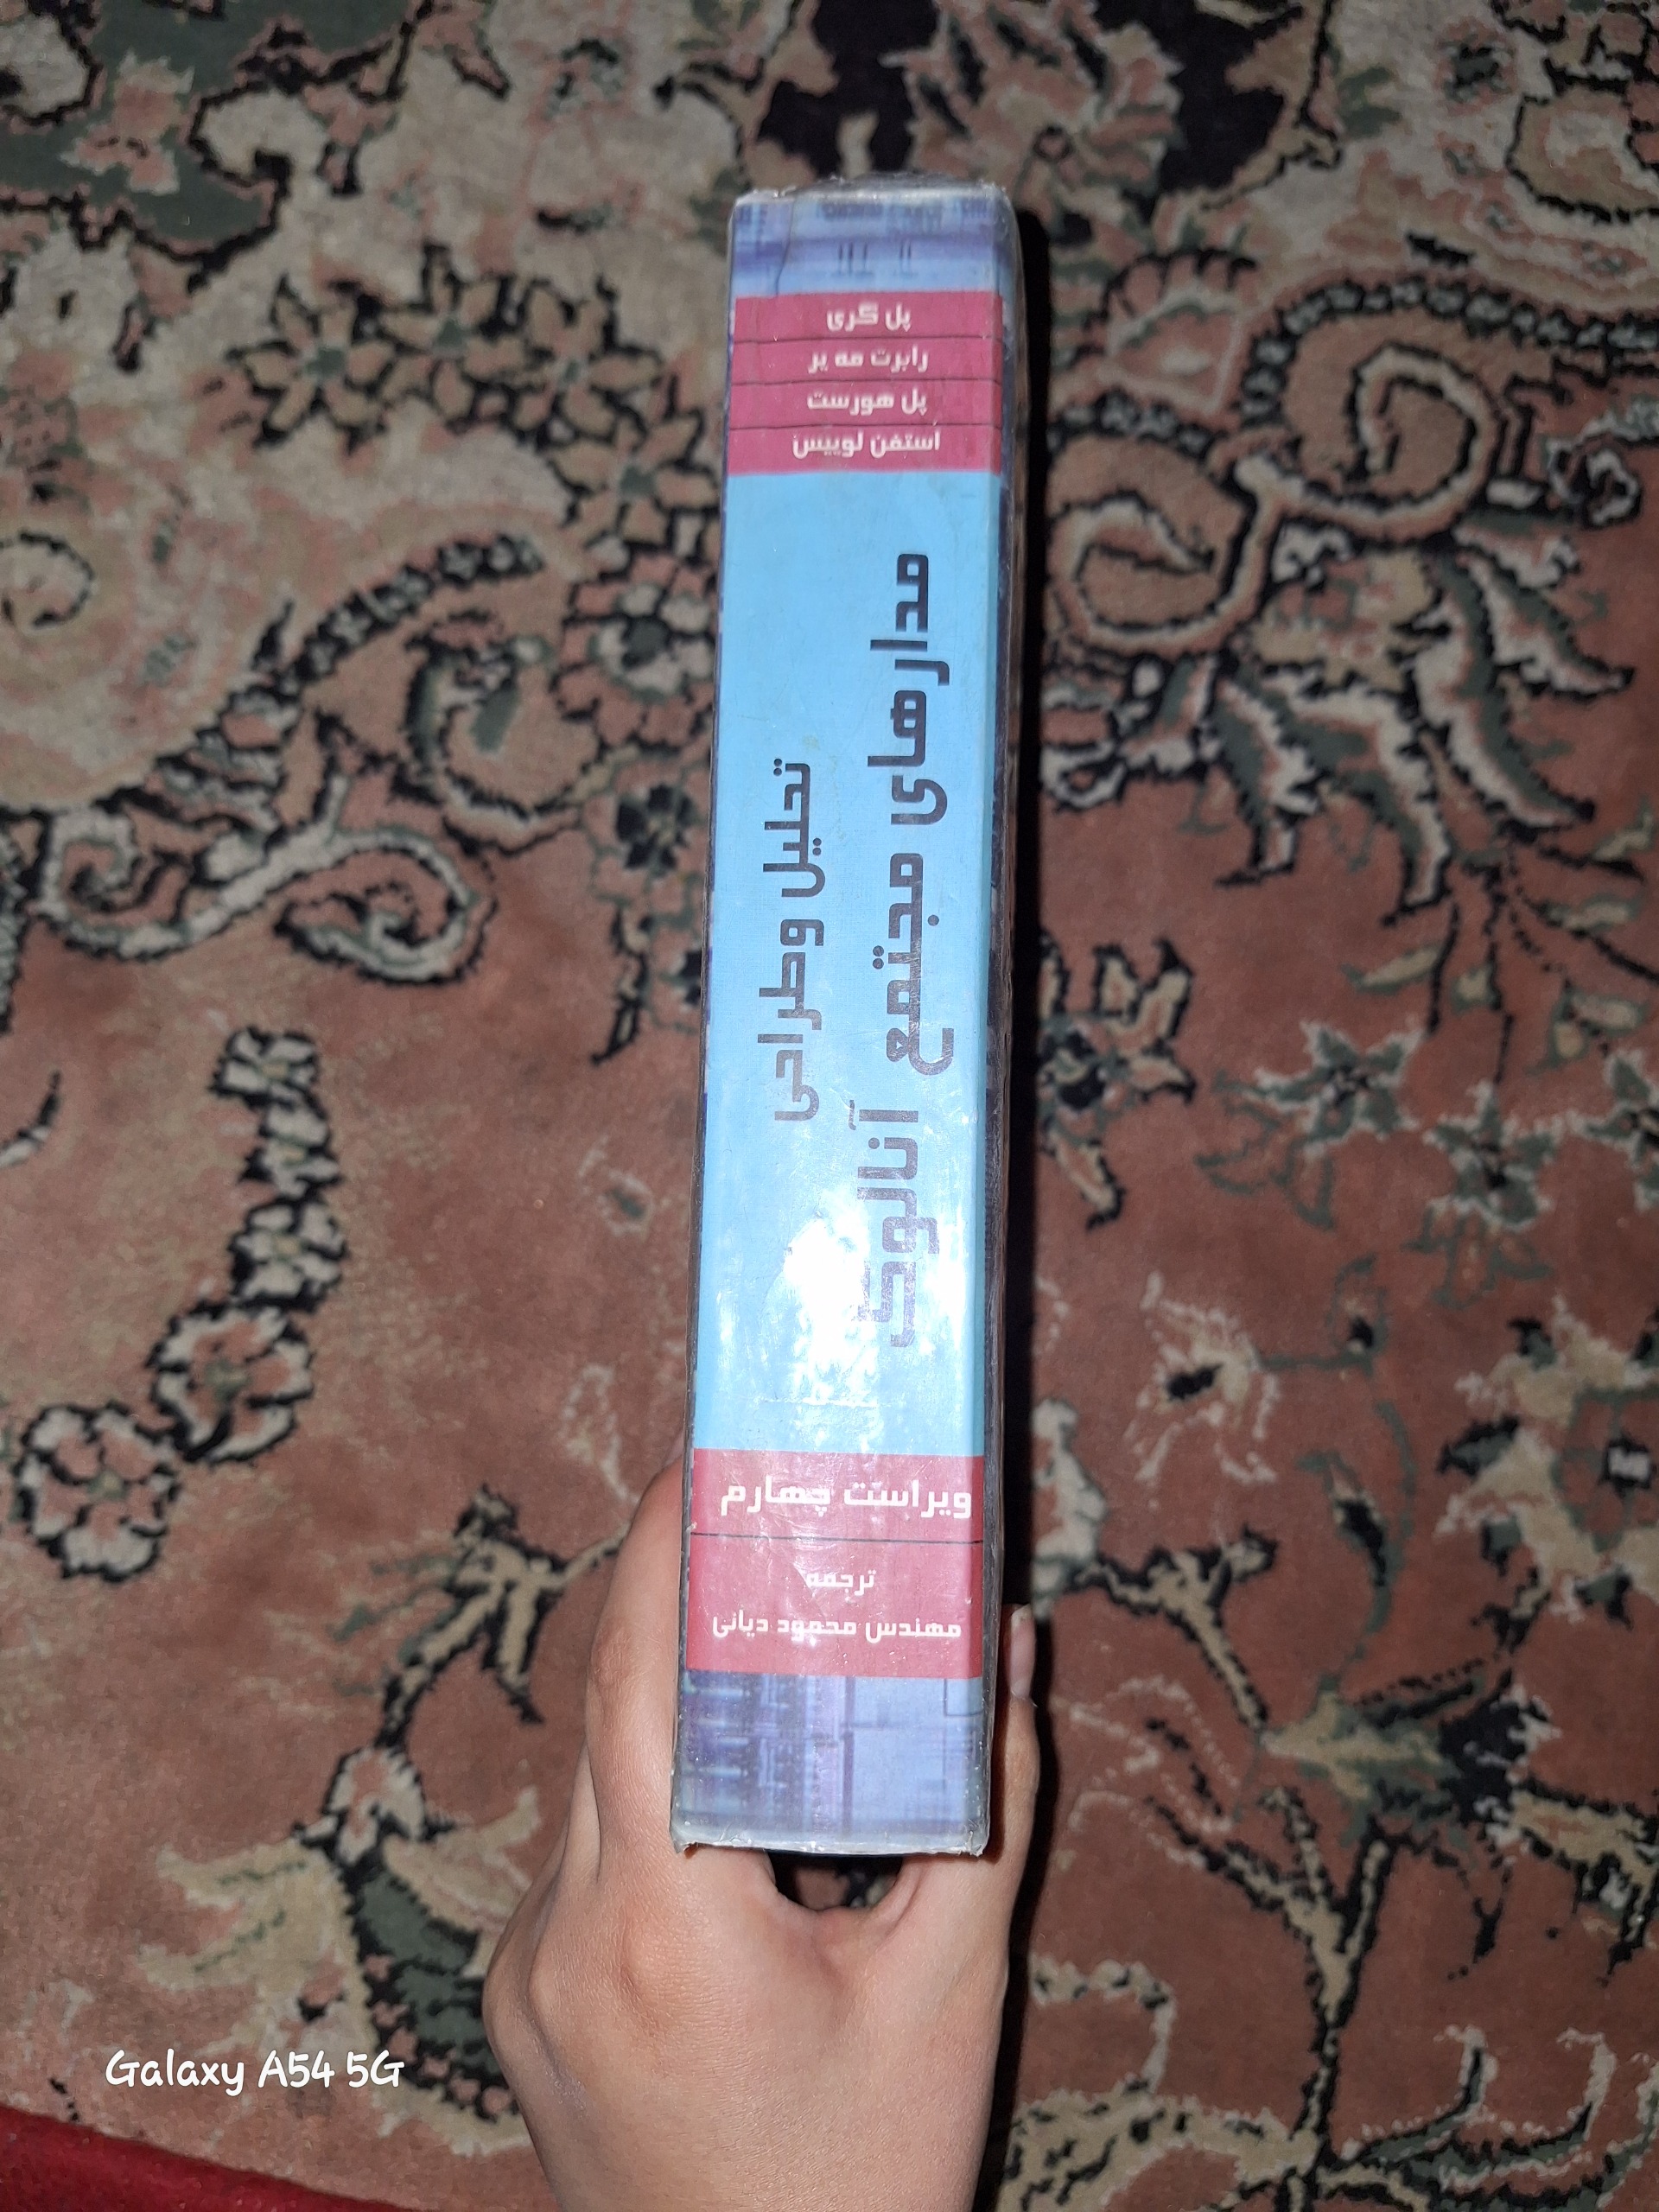 پل گری
رابرت مه یر
پل هورست
استفن لوییس
مدارهای مجتمع آنالوگ
تحلیل و طراحی
ویراست چهارم
ترجمه
مهندس محمود دیانی
Galaxy A54 5G